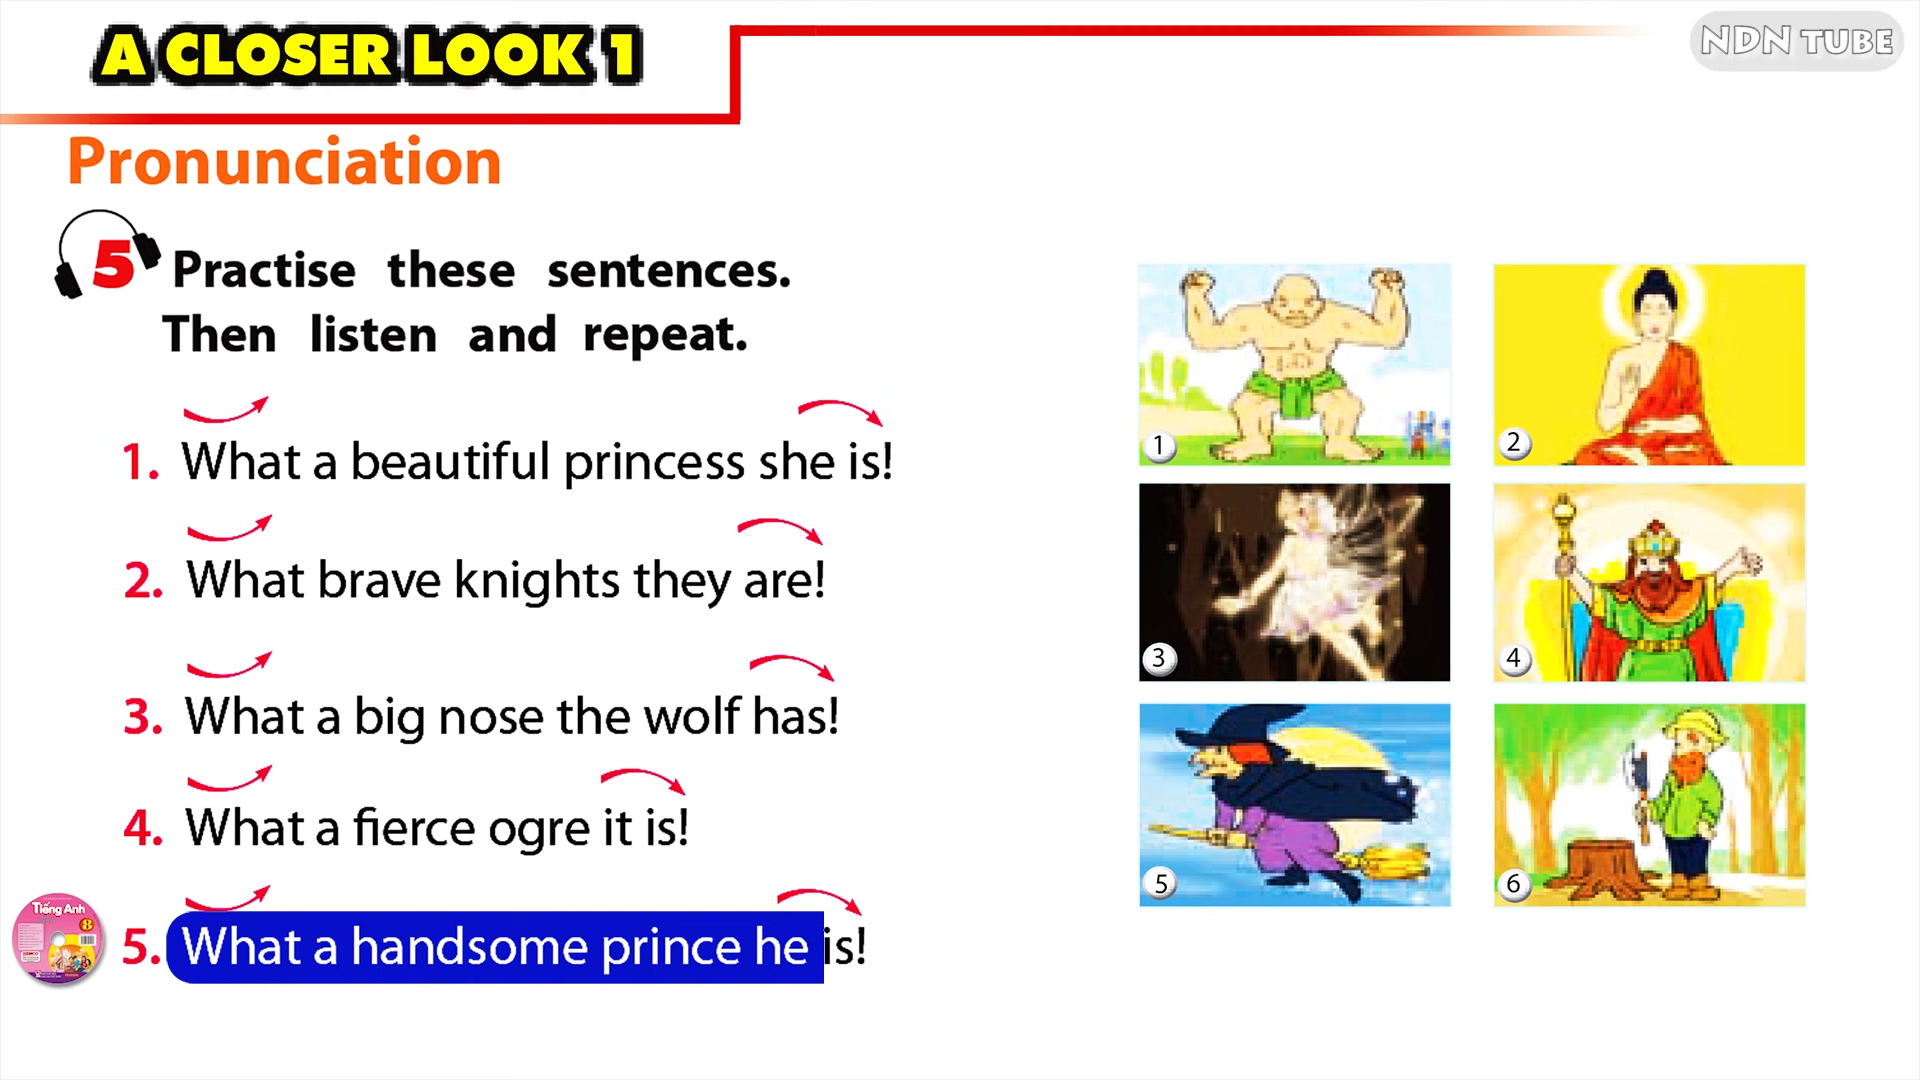 A CLOSER LOOK 1
NDN TUBE
Pronunciation
5 Practise these sentences.
Then listen and repeat.
1. What a beautiful princess she is!
2. What brave knights they are!
3. What a big nose the wolf has!
4. What a fierce ogre it is!
5. What a handsome prince he is!
Tiếng Anh
8
1
2
3
4
5
6